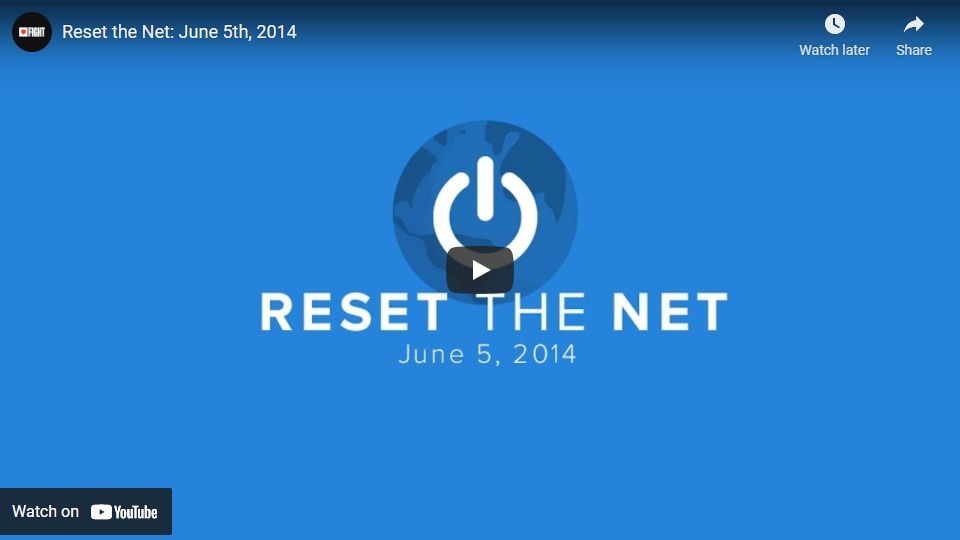 FIGHT
Reset the Net: June 5th, 2014
Watch later
Share
RESET THE NET
June 5, 2014
Watch on YouTube